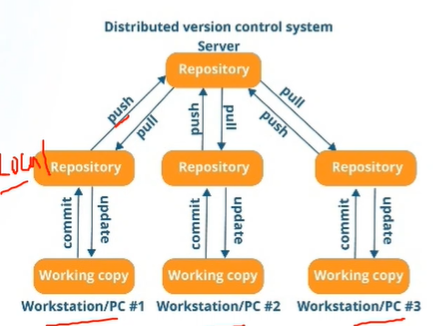 Distributed version control system
Server
Repository
push
pull
push
pull
push
pull
Local
Repository
Repository
Repository
commit
update
commit
update
commit
update
Working copy
Working copy
Working copy
Workstation/PC #1
Workstation/PC #2
Workstation/PC #3